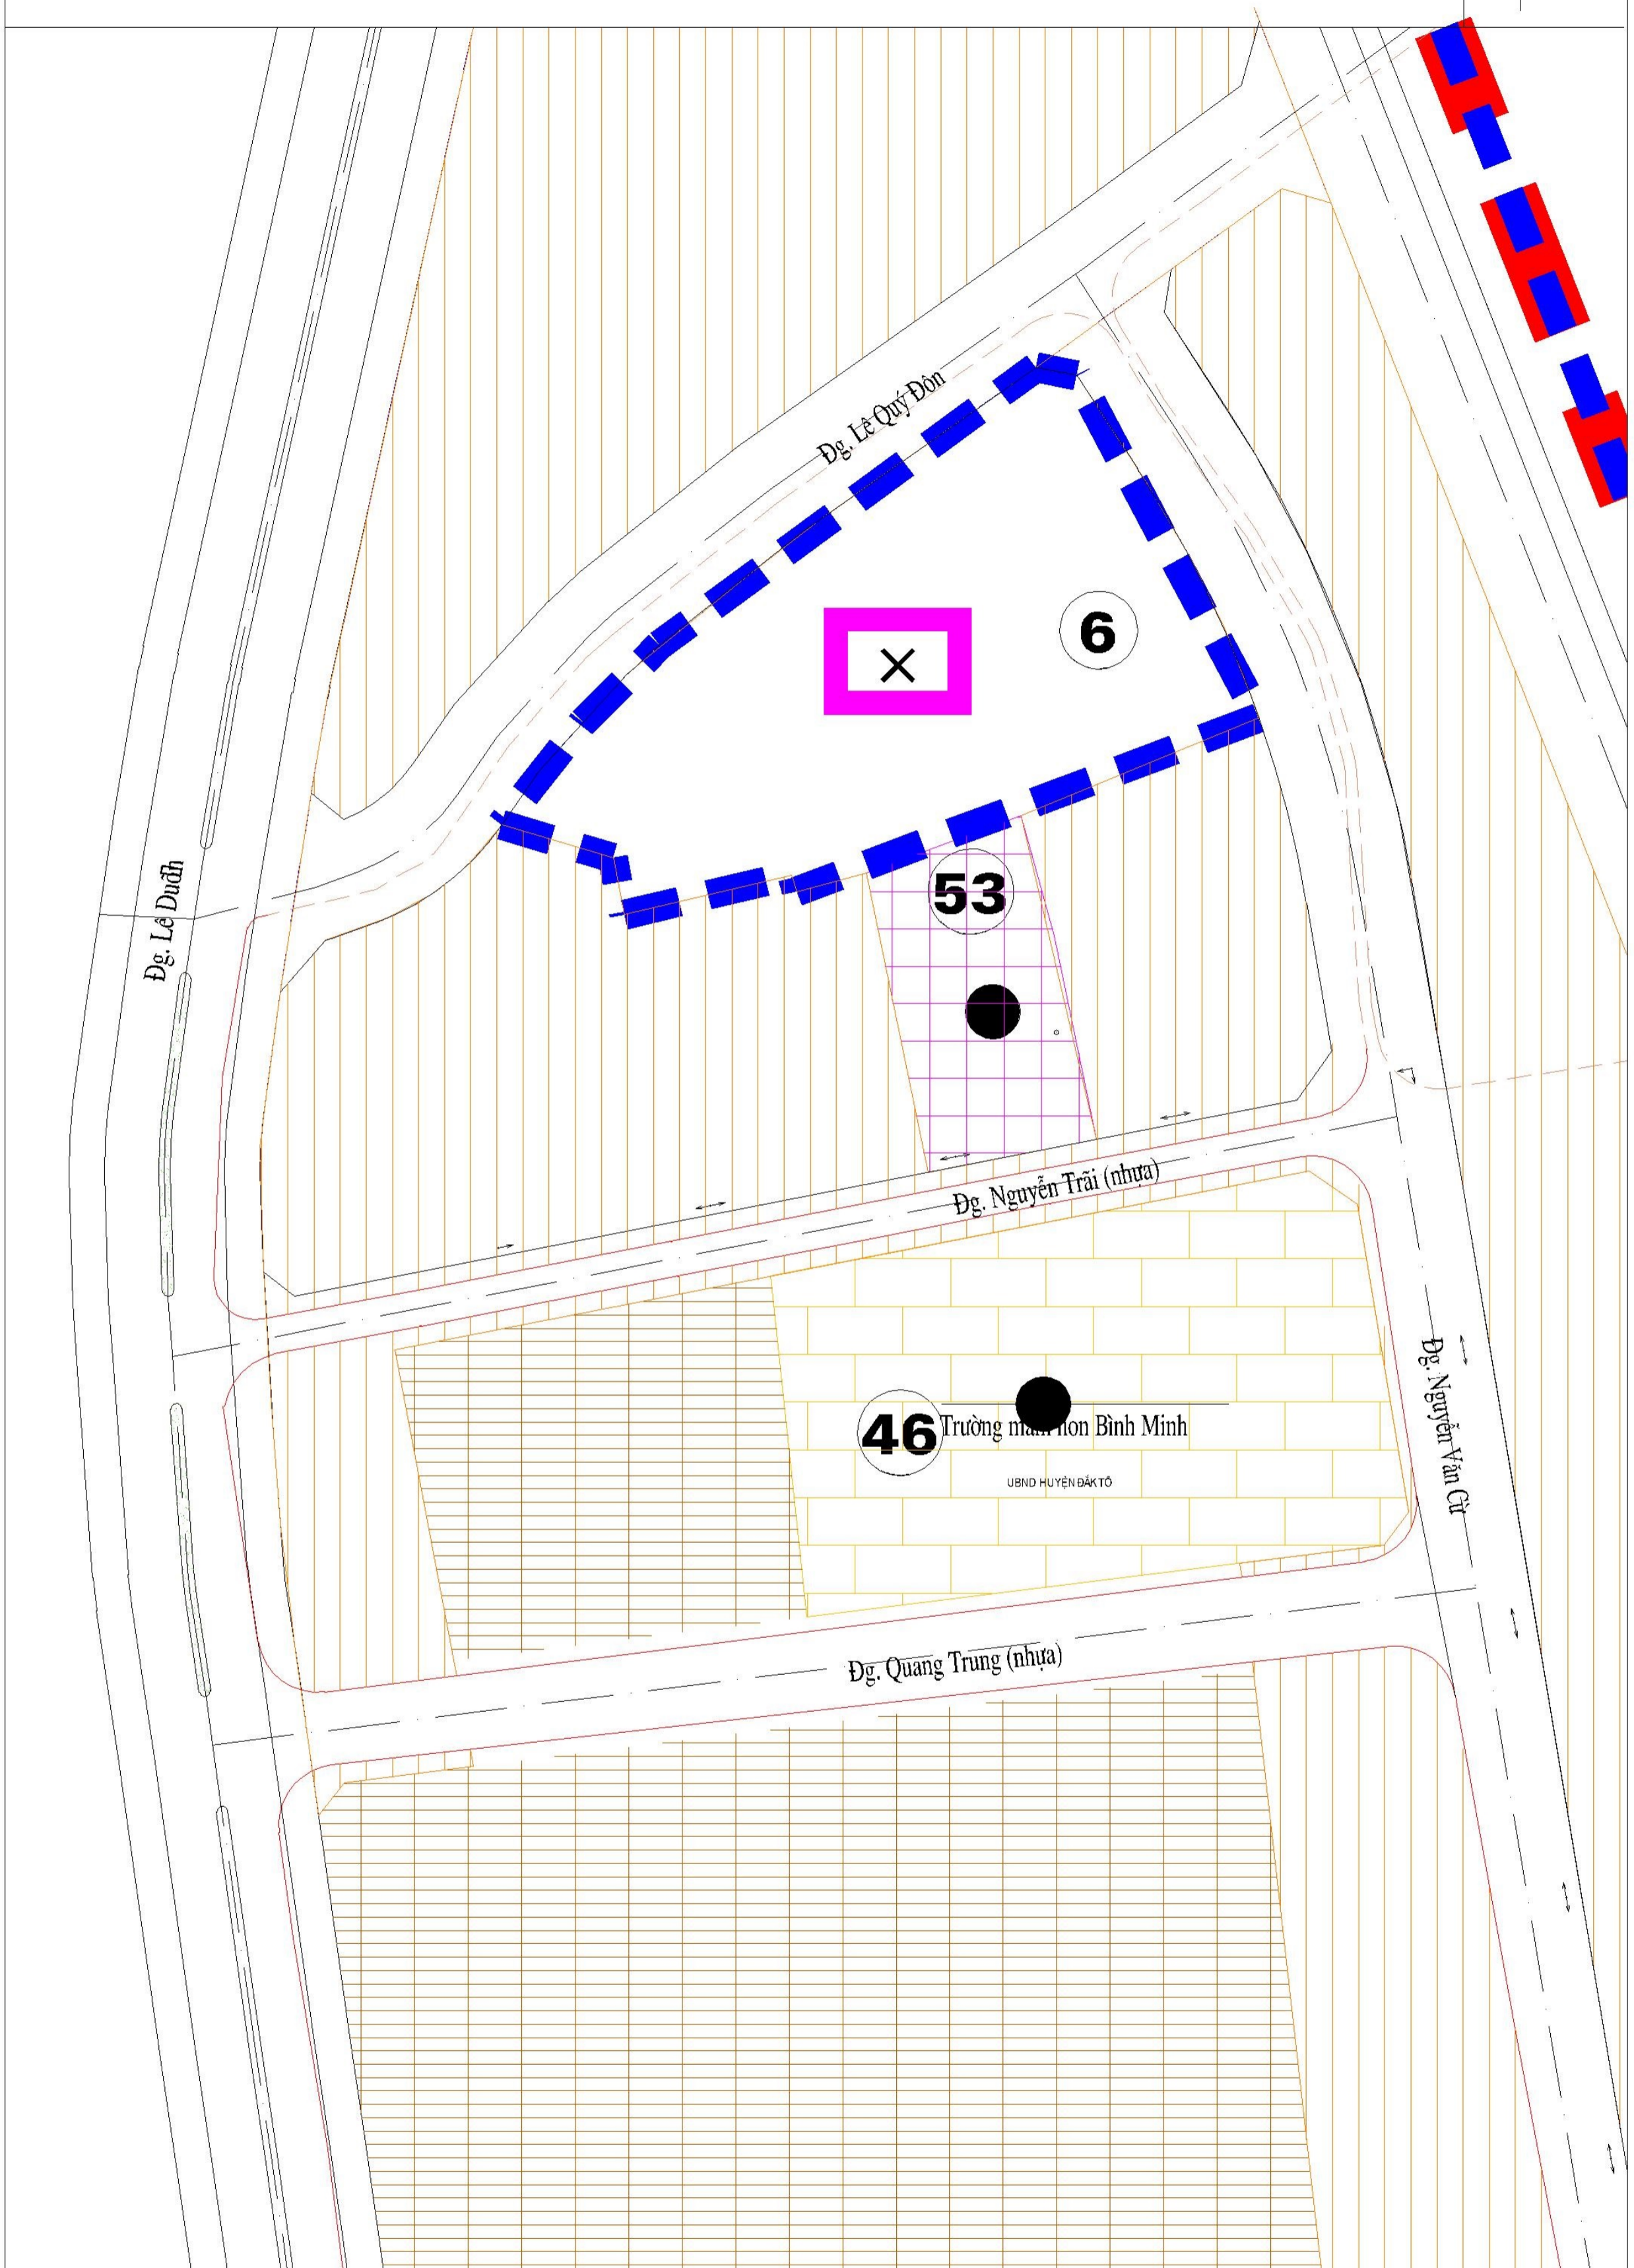 Đg. Lê Quý Đôn
6
Đg. Lê Duẩn
53
Đg. Nguyễn Trãi (nhựa)
Đg. Nguyễn Văn Cừ
46
Trường mầm non Bình Minh
UBND HUYỆN ĐẮK TÔ
Đg. Quang Trung (nhựa)